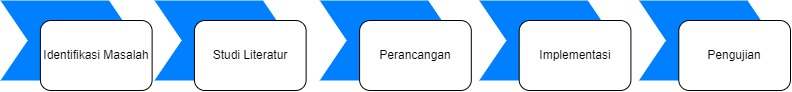 Identifikasi Masalah
Studi Literatur
Perancangan
Implementasi
Pengujian